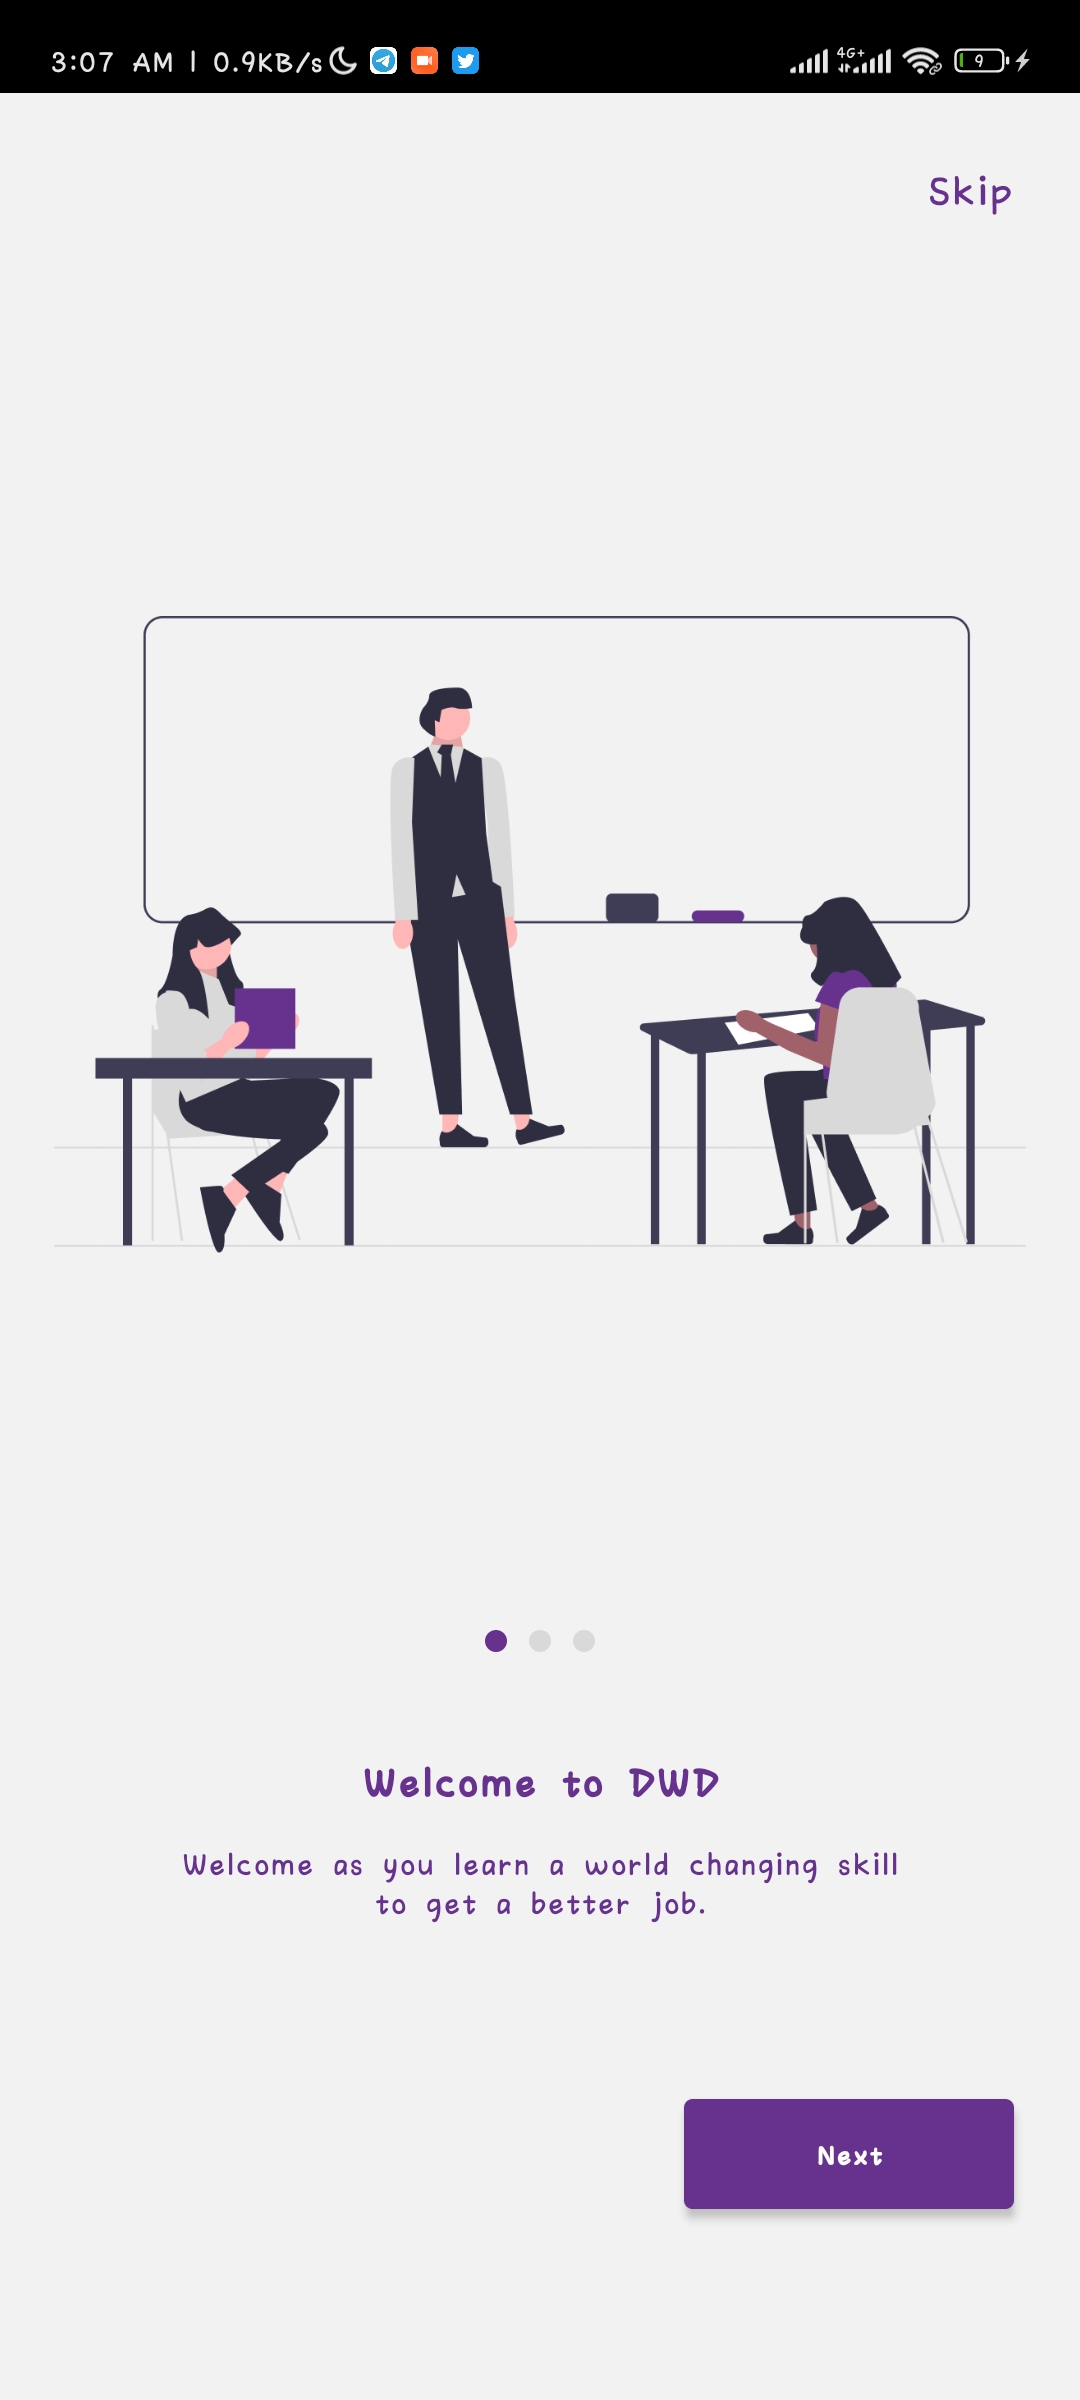 3:07 AM | 0.9KB/s 4G+ 9
Skip
Welcome to DWD
Welcome as you learn a world changing skill
to get a better job.
Next